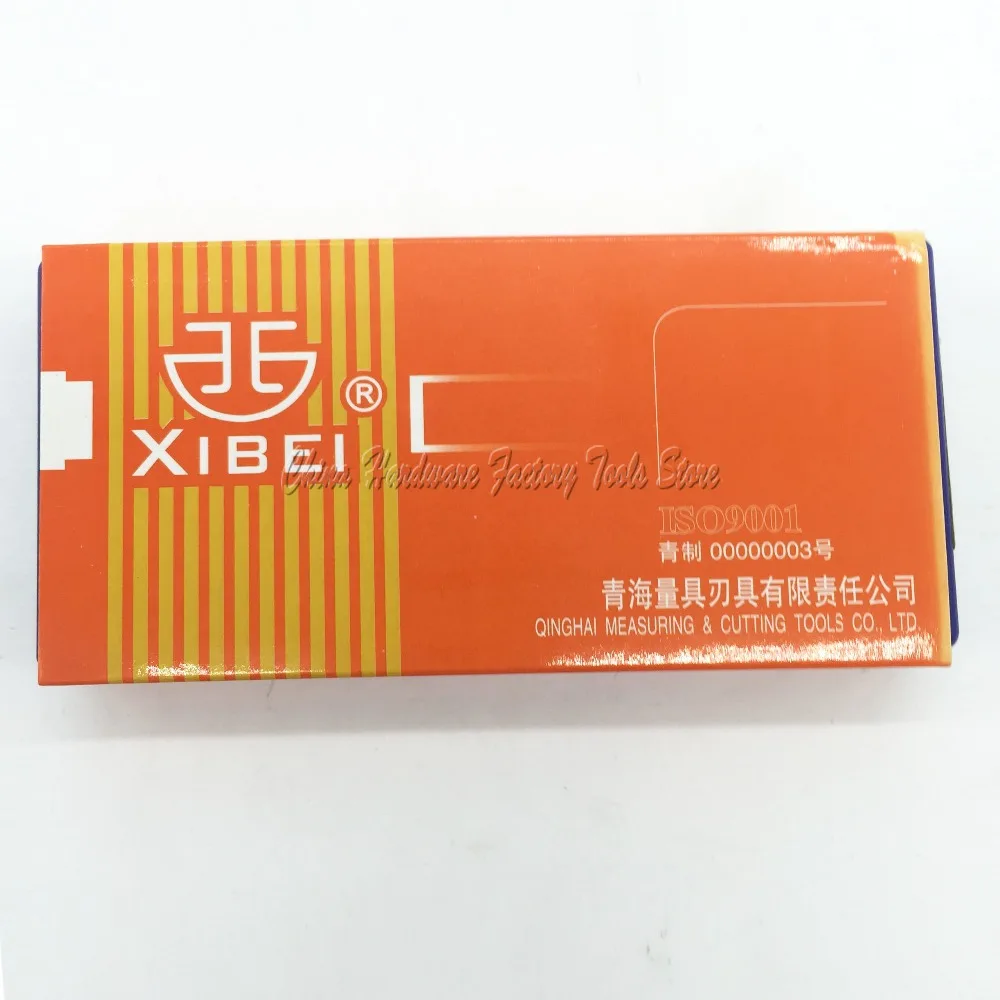 XIBEI ®
China Hardware Factory Tools Store
ISO9001
青制 00000003号
青海量具刃具有限责任公司
QINGHAI MEASURING & CUTTING TOOLS CO., LTD.